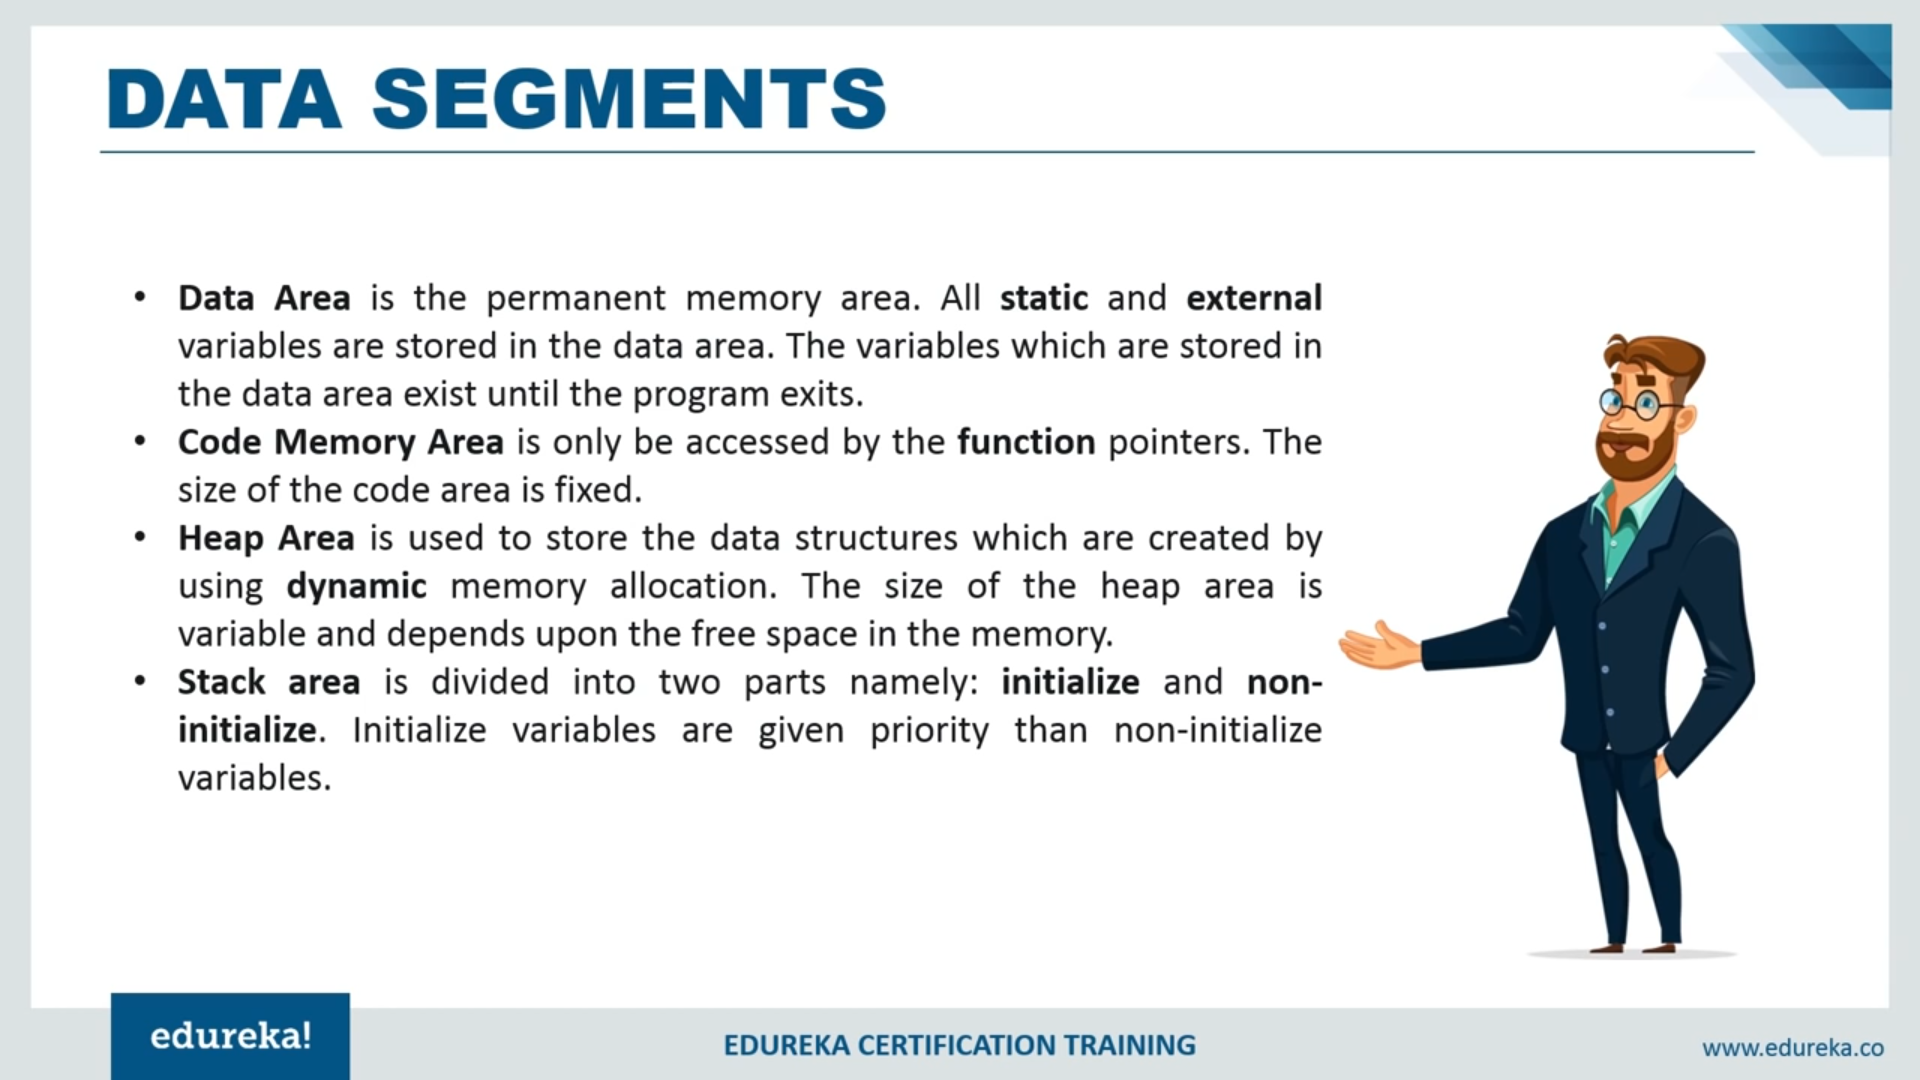 DATA SEGMENTS
• Data Area is the permanent memory area. All static and external
variables are stored in the data area. The variables which are stored in
the data area exist until the program exits.
• Code Memory Area is only be accessed by the function pointers. The
size of the code area is fixed.
• Heap Area is used to store the data structures which are created by
using dynamic memory allocation. The size of the heap area is
variable and depends upon the free space in the memory.
• Stack area is divided into two parts namely: initialize and non-
initialize. Initialize variables are given priority than non-initialize
variables.
edureka!
EDUREKA CERTIFICATION TRAINING
www.edureka.co